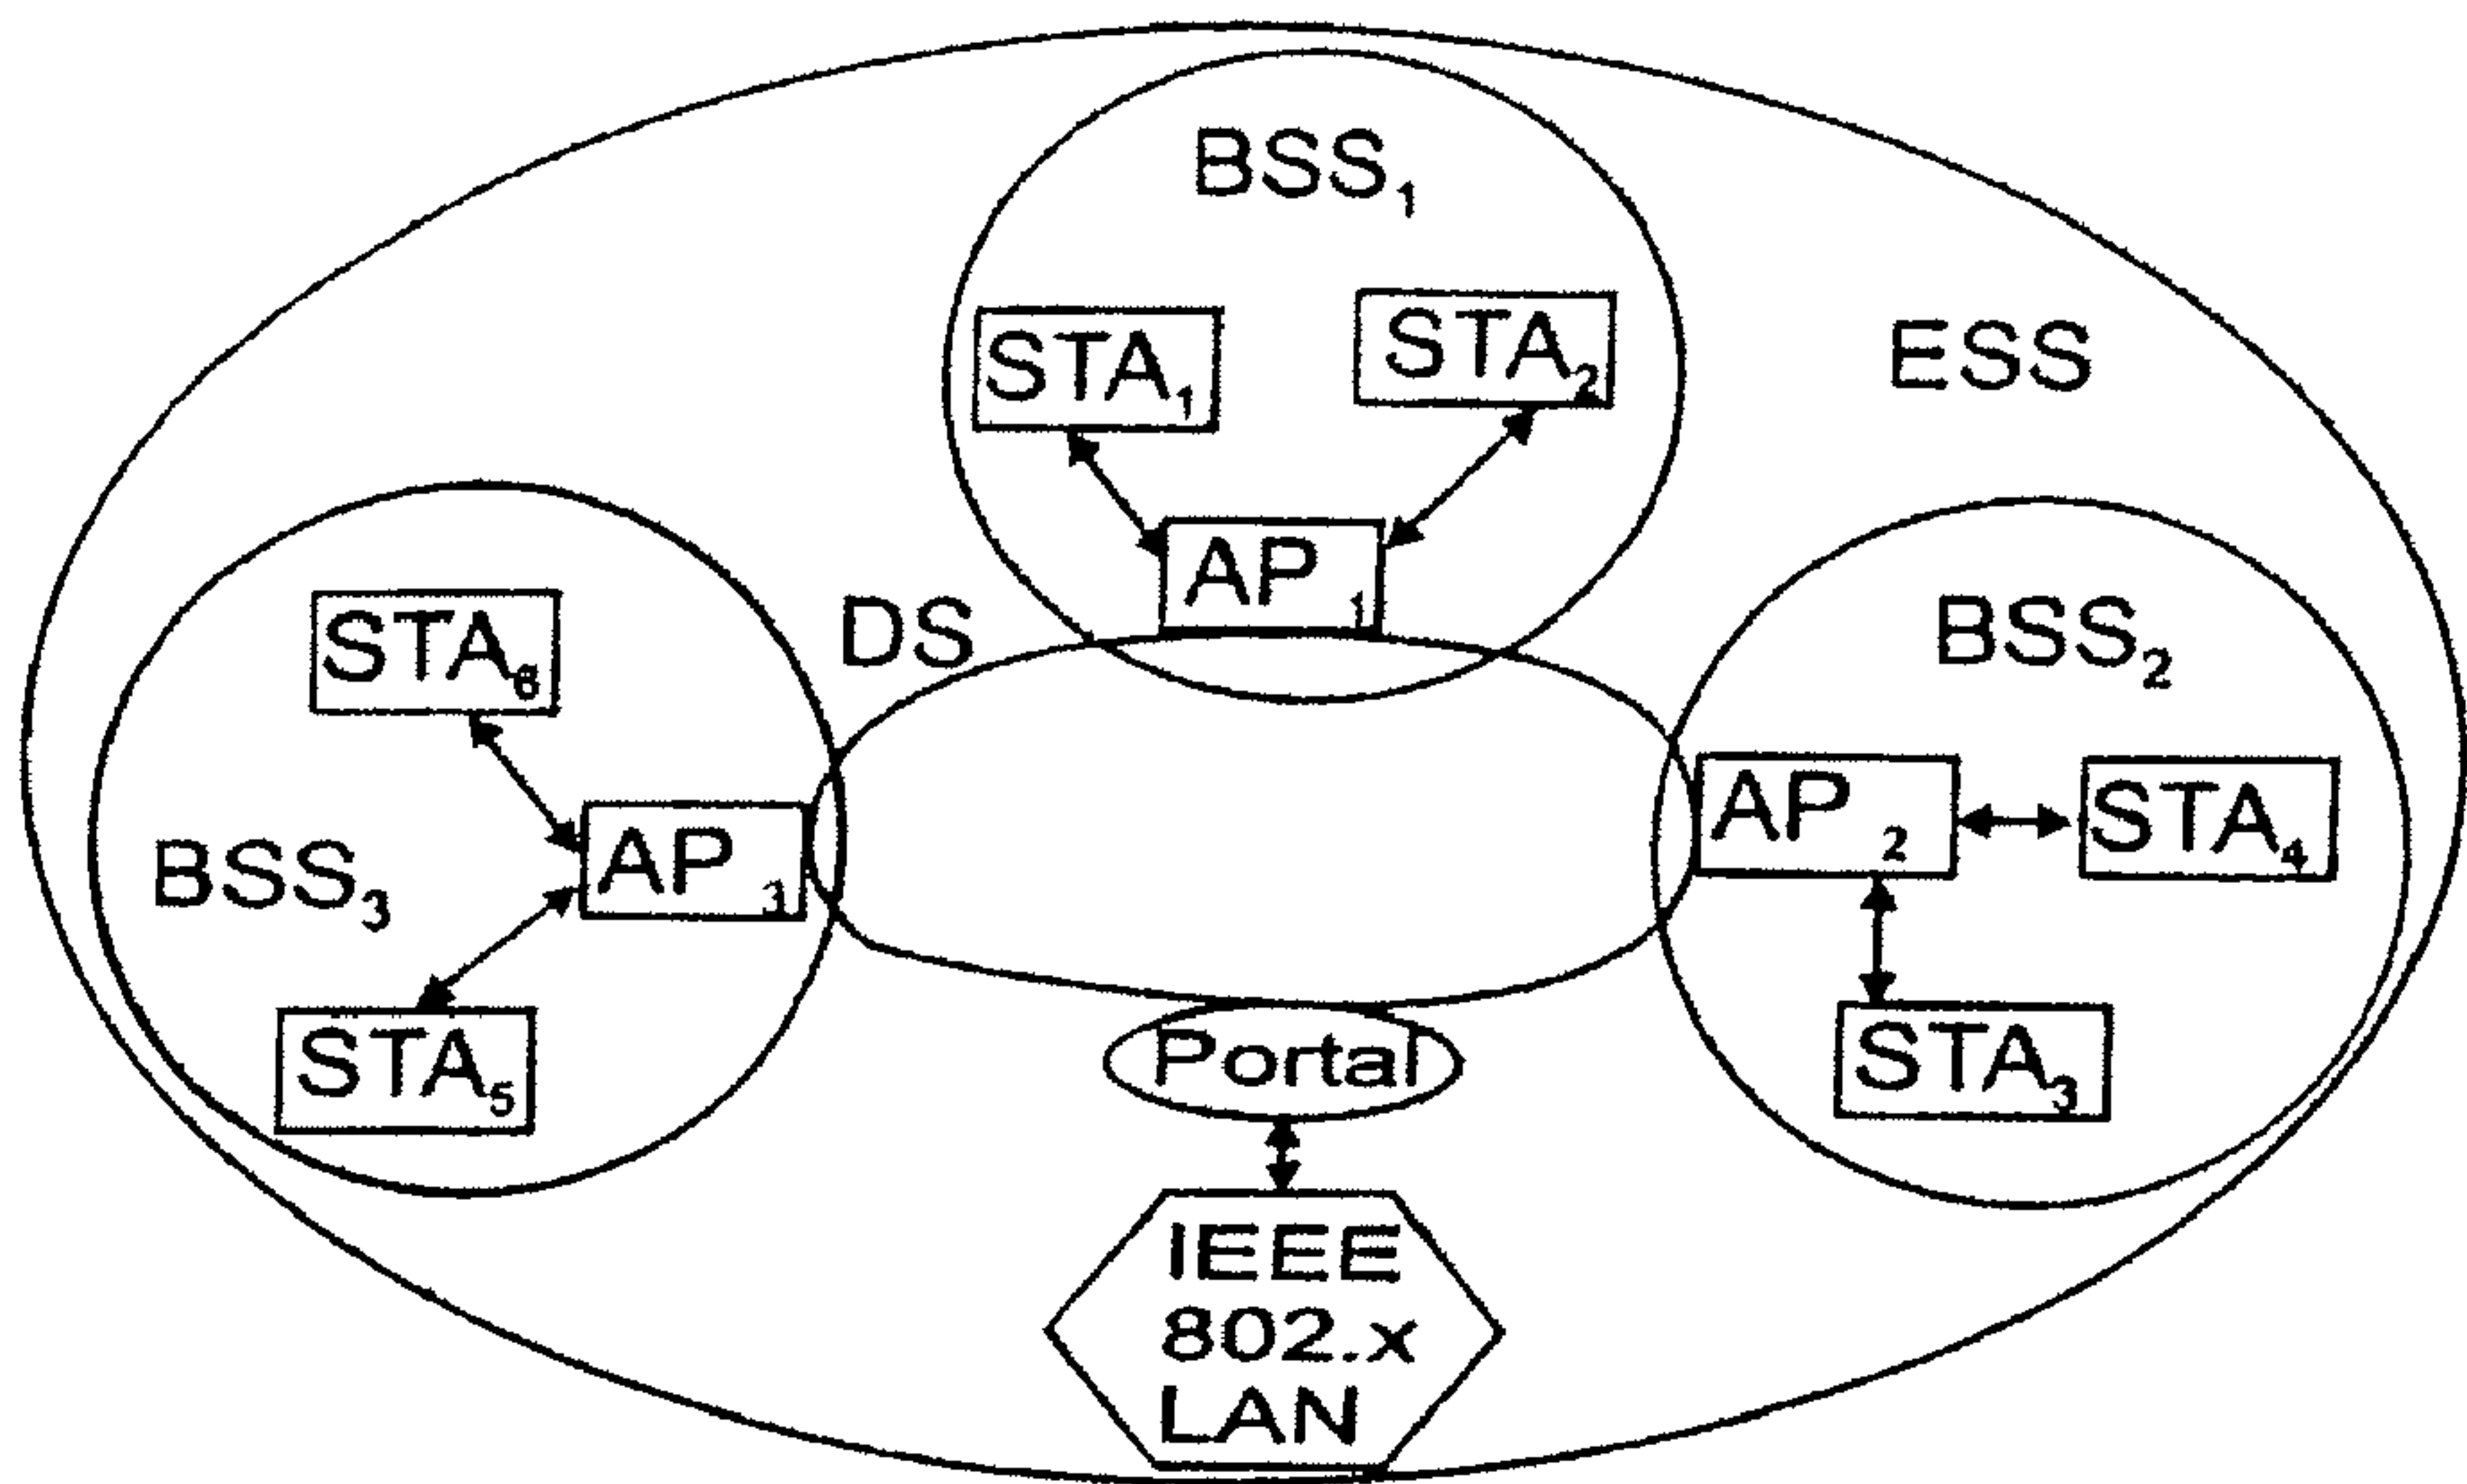 BSS₁
STA₁
STA₂
ESS
AP₁
DS
STA₆
BSS₂
AP₂
STA₄
BSS₃
AP₃
STA₅
Portal
STA₃
IEEE
802.x
LAN